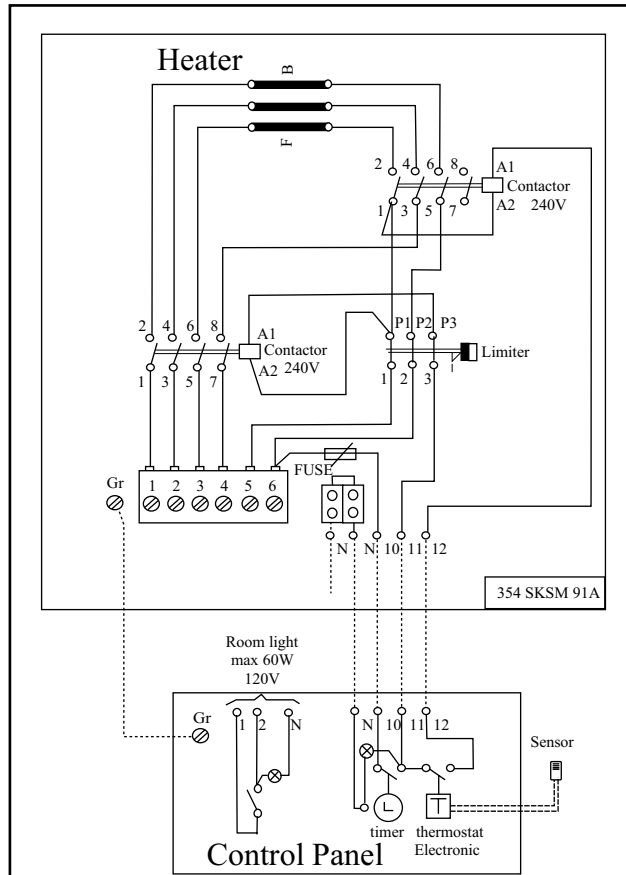 Heater
B
F
2 4 6 8
A1
Contactor
A2 240V
1 3 5 7
2 4 6 8
A1
Contactor
A2 240V
1 3 5 7
P1 P2 P3
Limiter
1 2 3
FUSE
Gr
1 2 3 4 5 6
N N 10 11 12
354 SKSM 91A
Room light
max 60W
120V
Gr
1 2 N
N 10 11 12
Sensor
T
timer
thermostat
Electronic
Control Panel